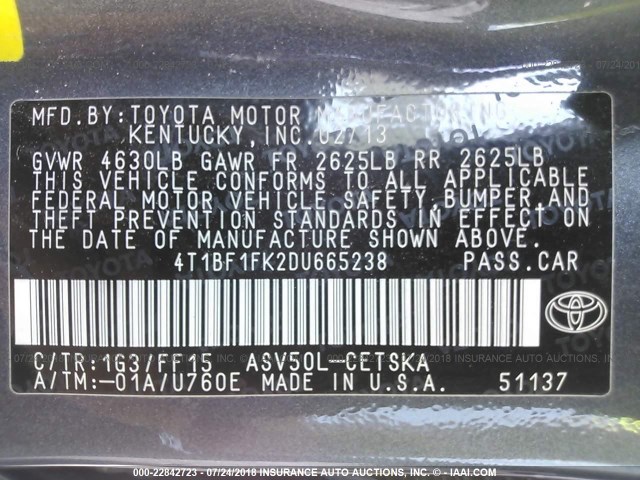 MFD.BY:TOYOTA MOTOR MANUFACTURING
KENTUCKY,INC. 02/13
GVWR 4630LB GAWR FR 2625LB RR 2625LB
THIS VEHICLE CONFORMS TO ALL APPLICABLE
FEDERAL MOTOR VEHICLE SAFETY,BUMPER,AND
THEFT PREVENTION STANDARDS IN EFFECT ON
THE DATE OF MANUFACTURE SHOWN ABOVE.
4T1BF1FK2DU665238 PASS.CAR
C/TR:1G3/FF15 ASV50L-CETSKA
A/TM:-01A/U760E MADE IN U.S.A. 51137
000-22842723 - 07/24/2018 INSURANCE AUTO AUCTIONS, INC. - © IAAI.COM